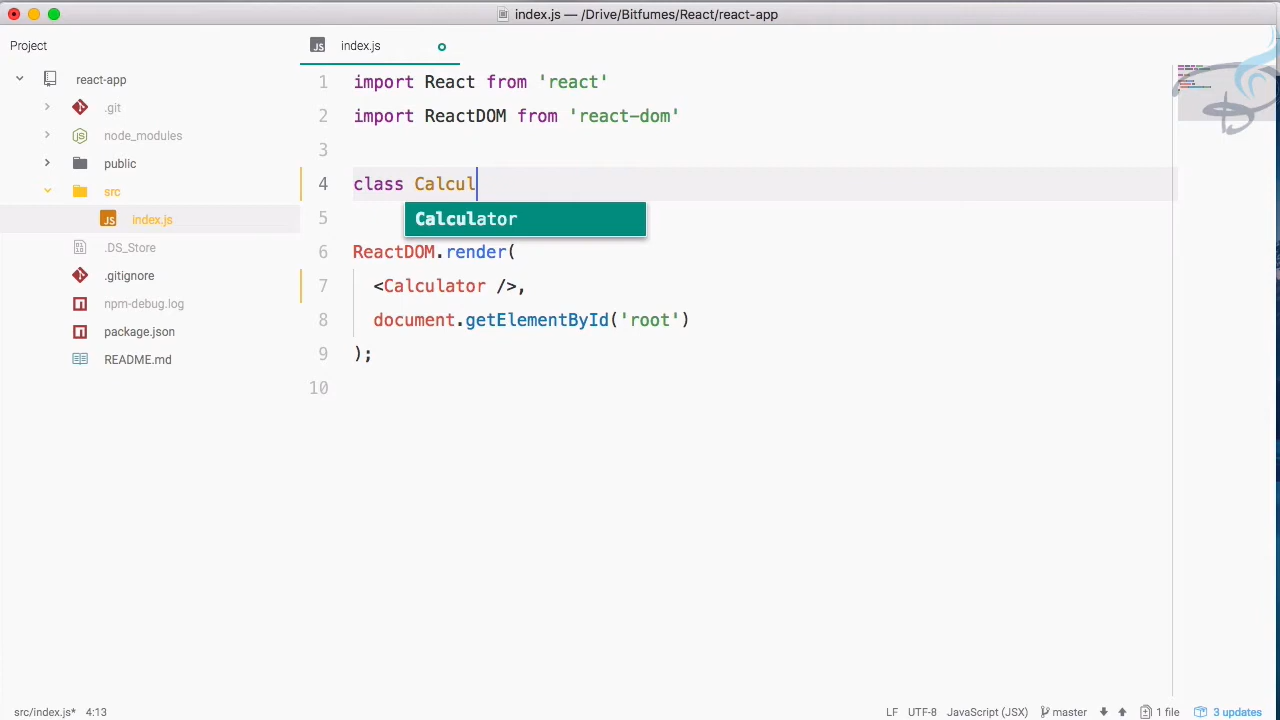 index.js — /Drive/Bitfumes/React/react-app
Project
JS index.js
react-app
.git
JS node_modules
public
src
JS index.js
.DS_Store
.gitignore
npm-debug.log
package.json
README.md
1 import React from 'react'
2 import ReactDOM from 'react-dom'
3
4 class Calcul
Calculator
5
6 ReactDOM.render(
7 <Calculator />,
8 document.getElementById('root')
9 );
10
src/index.js* 4:13
LF UTF-8 JavaScript (JSX) master 1 file 3 updates